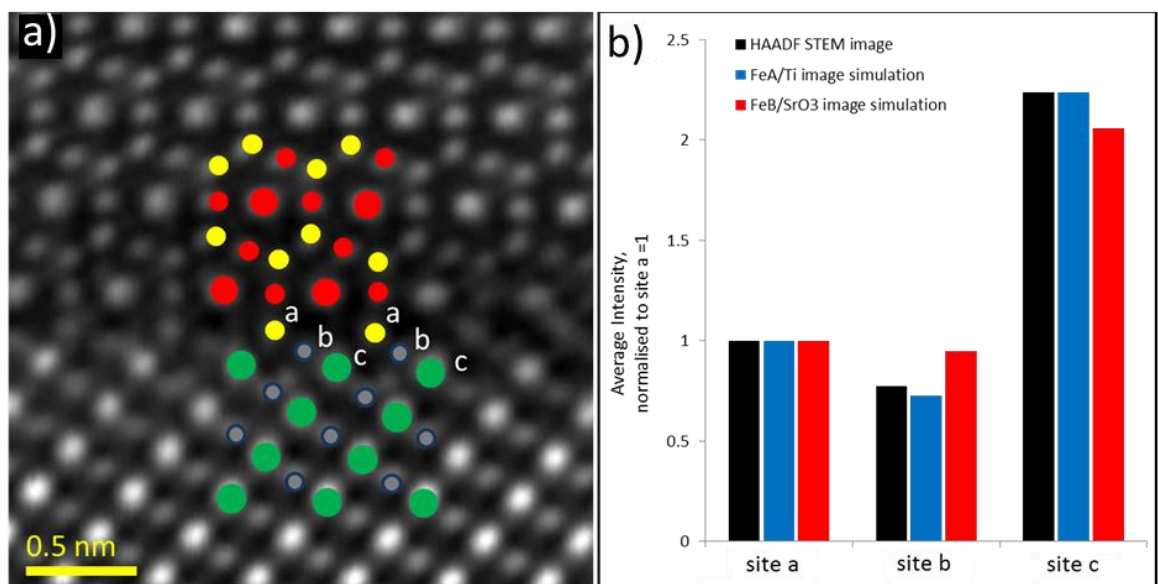 a)
a
a
b
b
c
c
0.5 nm
b)
2.5
2
1.5
1
0.5
0
Average Intensity,
normalised to site a =1
HAADF STEM image
FeA/Ti image simulation
FeB/SrO3 image simulation
site a
site b
site c